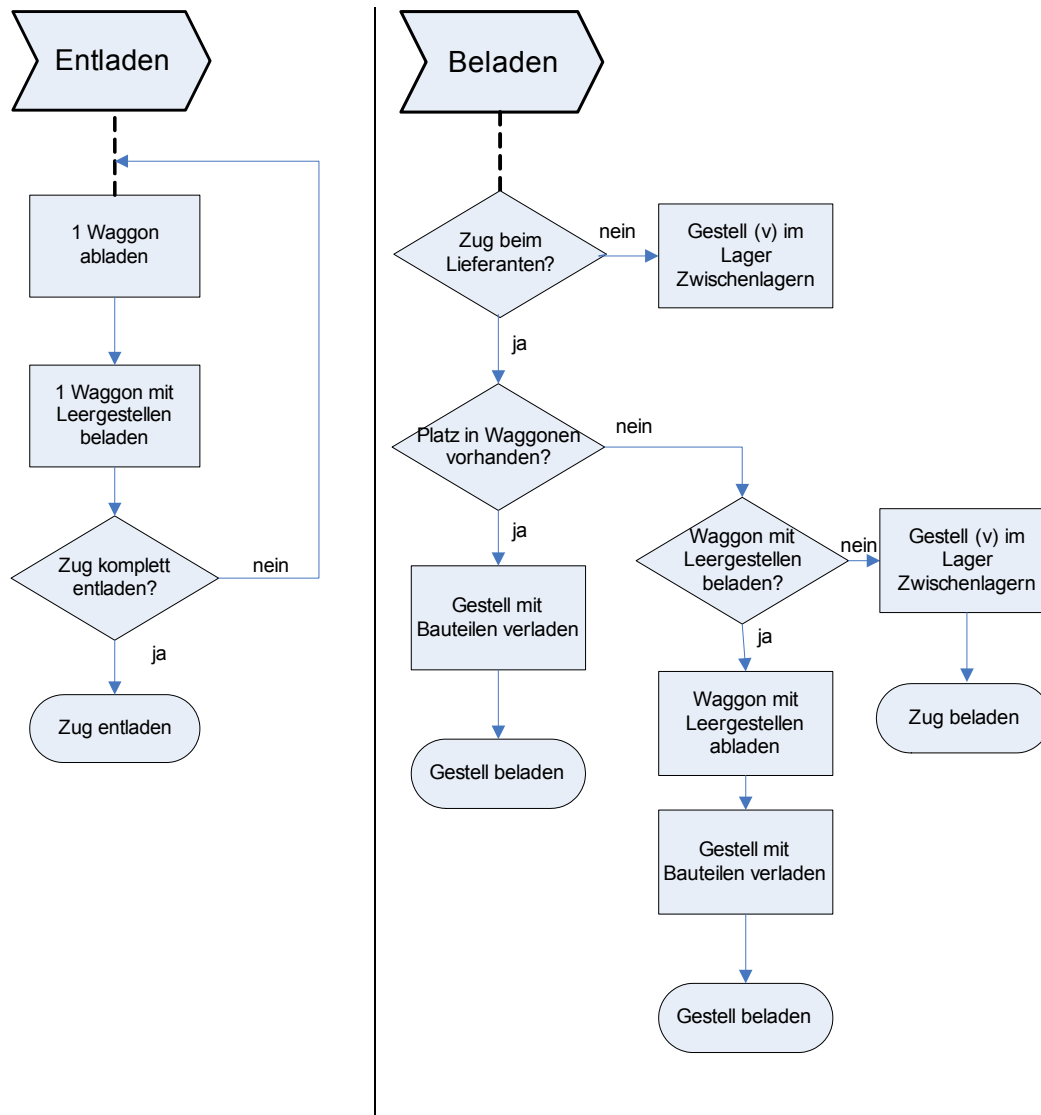 Entladen
1 Waggon
abladen
1 Waggon mit
Leergestellen
beladen
Zug komplett
entladen?
nein
ja
Zug entladen
Beladen
Zug beim
Lieferanten?
nein
Gestell (v) im
Lager
Zwischenlagern
ja
Platz in Waggonen
vorhanden?
nein
ja
Gestell mit
Bauteilen verladen
Gestell beladen
Waggon mit
Leergestellen
beladen?
nein
Gestell (v) im
Lager
Zwischenlagern
Zug beladen
ja
Waggon mit
Leergestellen
abladen
Gestell mit
Bauteilen verladen
Gestell beladen